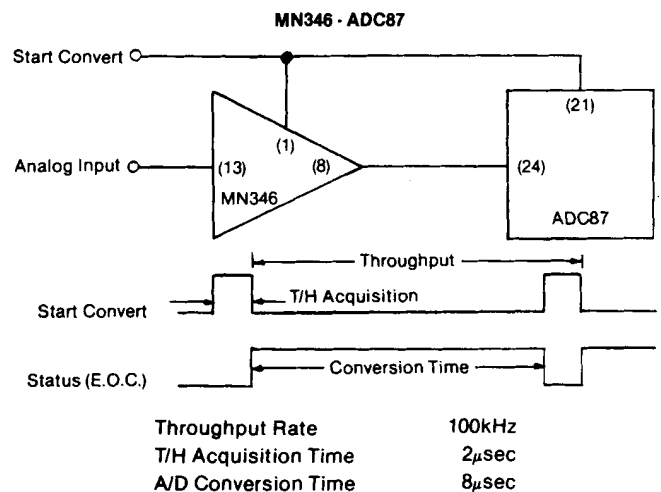 MN346 - ADC87
Start Convert
(21)
(1)
Analog Input
(13)
(8)
(24)
MN346
ADC87
Throughput
T/H Acquisition
Start Convert
Conversion Time
Status (E.O.C.)
Throughput Rate 100kHz
T/H Acquisition Time 2μsec
A/D Conversion Time 8μsec